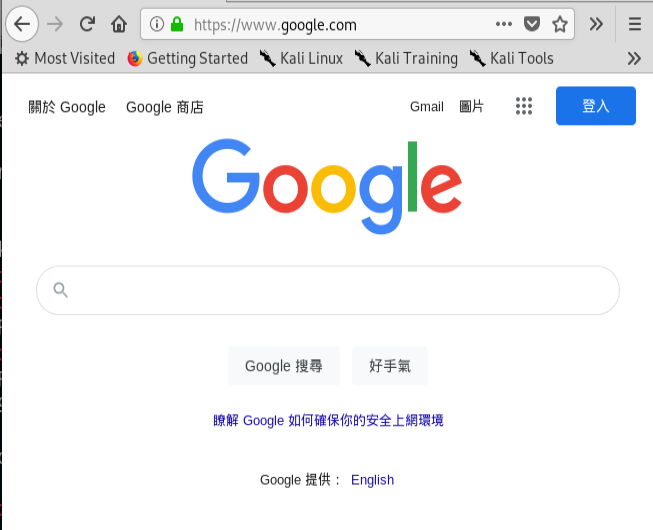 https://www.google.com
Most Visited Getting Started Kali Linux Kali Training Kali Tools
關於 Google Google 商店 Gmail 圖片 登入
Google
Google 搜尋 好手氣
瞭解 Google 如何確保你的安全上網環境
Google 提供： English